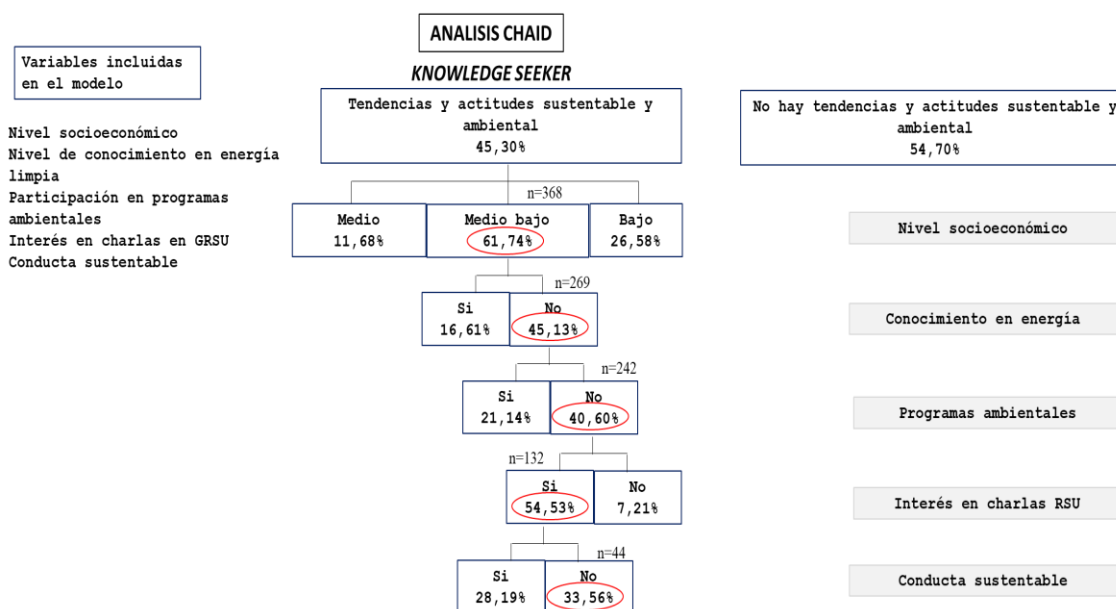 ANALISIS CHAID
Variables incluidas
en el modelo
KNOWLEDGE SEEKER
Tendencias y actitudes sustentable y
ambiental
45,30%
No hay tendencias y actitudes sustentable y
ambiental
54,70%
Nivel socioeconómico
Nivel de conocimiento en energía
limpia
Participación en programas
ambientales
Interés en charlas en GRSU
Conducta sustentable
n=368
Medio
11,68%
Medio bajo
61,74%
Bajo
26,58%
Nivel socioeconómico
n=269
Si
16,61%
No
45,13%
Conocimiento en energía
n=242
Si
21,14%
No
40,60%
Programas ambientales
n=132
Si
54,53%
No
7,21%
Interés en charlas RSU
n=44
Si
28,19%
No
33,56%
Conducta sustentable